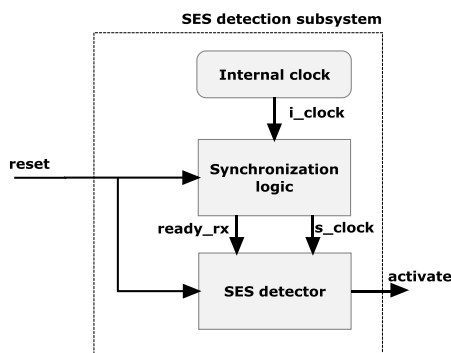 SES detection subsystem
Internal clock
i_clock
reset
Synchronization
logic
ready_rx
s_clock
activate
SES detector